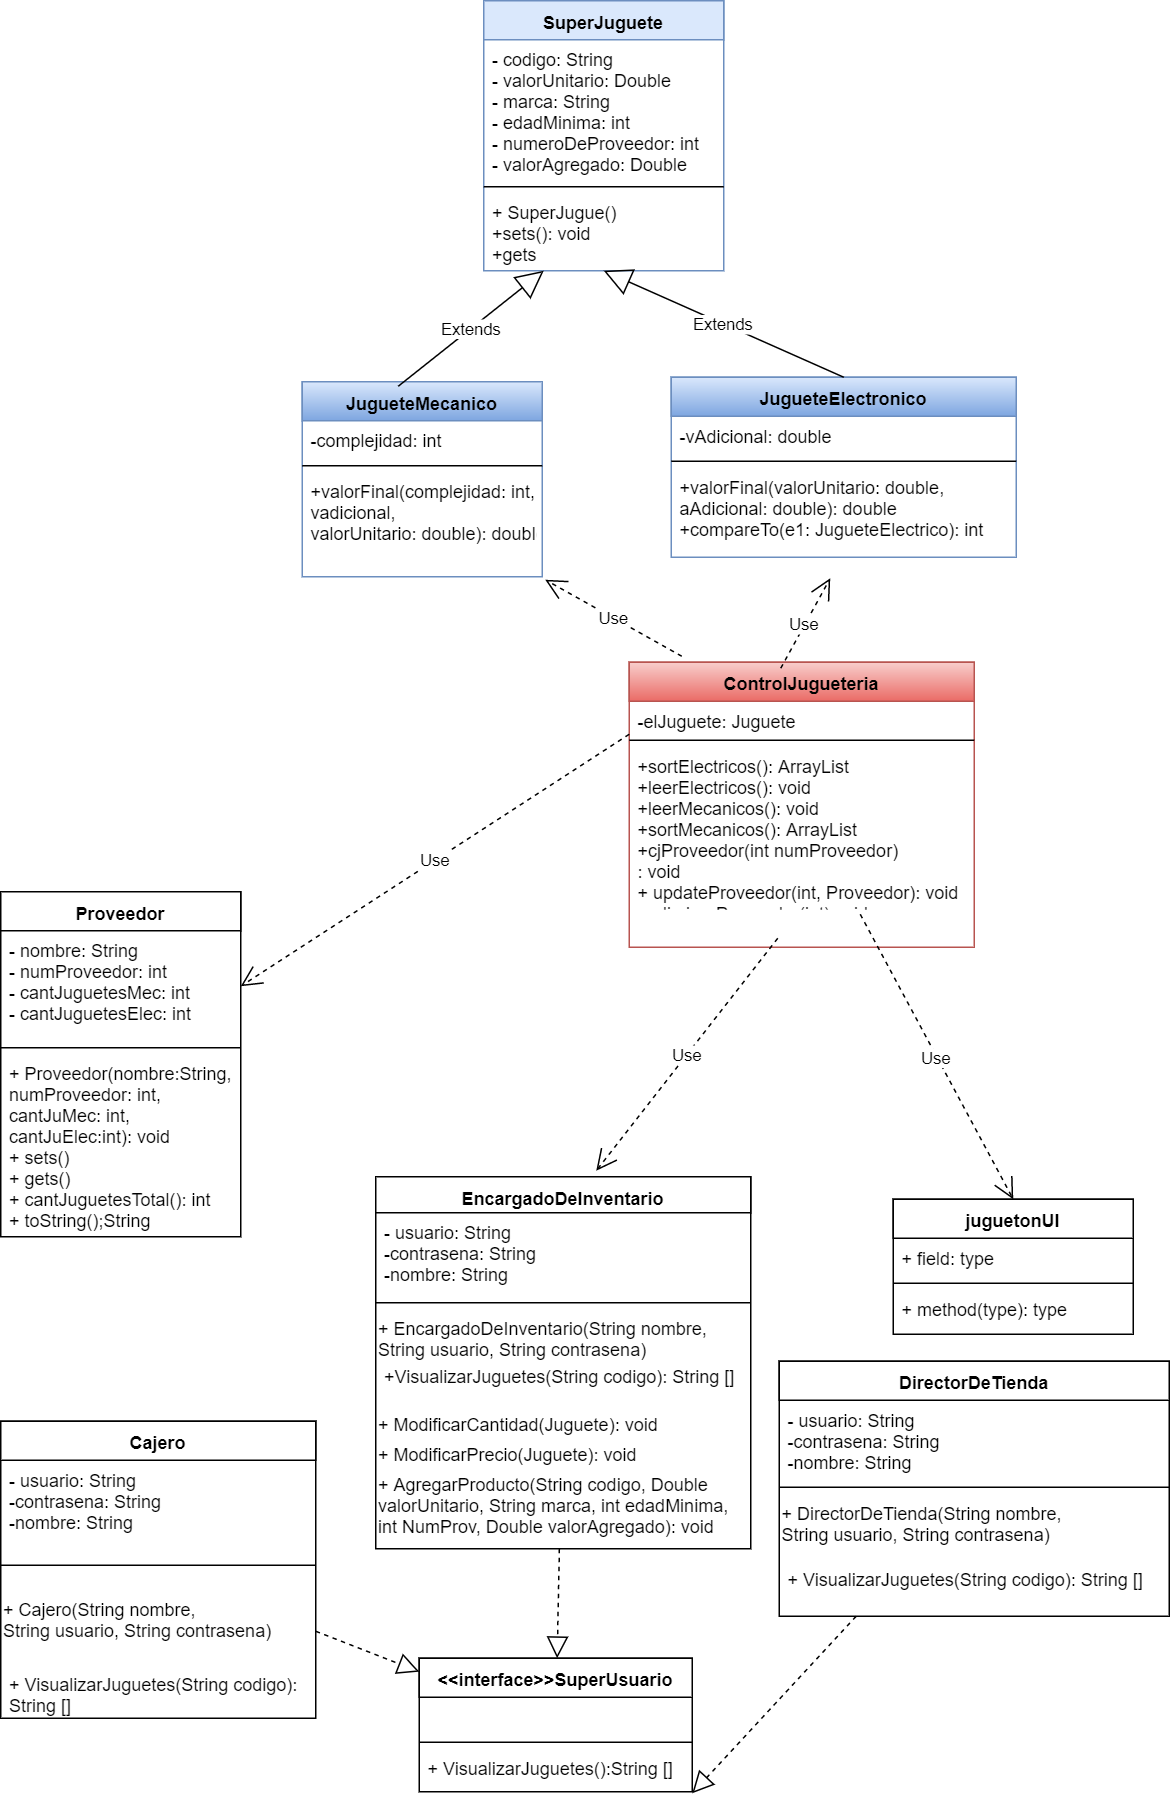 SuperJuguete
- codigo: String
- valorUnitario: Double
- marca: String
- edadMinima: int
- numeroDeProveedor: int
- valorAgregado: Double
+ SuperJugue()
+sets(): void
+gets
Extends
Extends
JugueteMecanico
-complejidad: int
+valorFinal(complejidad: int,
vadicional,
valorUnitario: double): doubl
JugueteElectronico
-vAdicional: double
+valorFinal(valorUnitario: double,
aAdicional: double): double
+compareTo(e1: JugueteElectrico): int
Use
Use
ControlJugueteria
-elJuguete: Juguete
+sortElectricos(): ArrayList
+leerElectricos(): void
+leerMecanicos(): void
+sortMecanicos(): ArrayList
+cjProveedor(int numProveedor)
: void
+ updateProveedor(int, Proveedor): void
Use
Proveedor
- nombre: String
- numProveedor: int
- cantJuguetesMec: int
- cantJuguetesElec: int
+ Proveedor(nombre:String,
numProveedor: int,
cantJuMec: int,
cantJuElec:int): void
+ sets()
+ gets()
+ cantJuguetesTotal(): int
+ toString();String
Use
Use
EncargadoDeInventario
- usuario: String
-contrasena: String
-nombre: String
+ EncargadoDeInventario(String nombre,
String usuario, String contrasena)
+VisualizarJuguetes(String codigo): String []
+ ModificarCantidad(Juguete): void
+ ModificarPrecio(Juguete): void
+ AgregarProducto(String codigo, Double
valorUnitario, String marca, int edadMinima,
int NumProv, Double valorAgregado): void
juguetonUI
+ field: type
+ method(type): type
DirectorDeTienda
- usuario: String
-contrasena: String
-nombre: String
+ DirectorDeTienda(String nombre,
String usuario, String contrasena)
+ VisualizarJuguetes(String codigo): String []
Cajero
- usuario: String
-contrasena: String
-nombre: String
+ Cajero(String nombre,
String usuario, String contrasena)
+ VisualizarJuguetes(String codigo):
String []
<<interface>>SuperUsuario
+ VisualizarJuguetes():String []